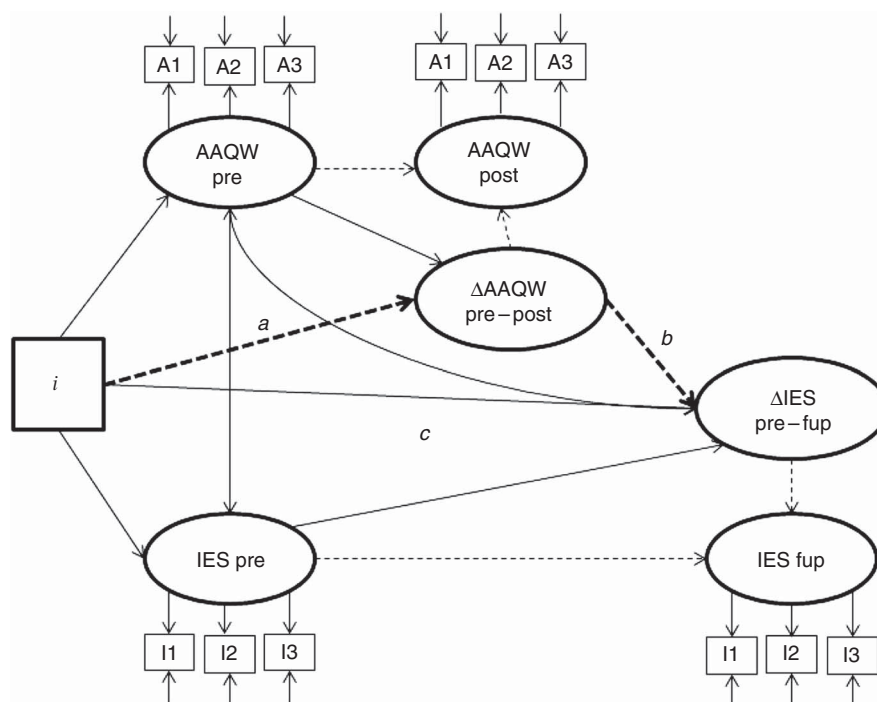 A1 A2 A3
A1 A2 A3
AAQW
pre
AAQW
post
ΔAAQW
pre–post
a
b
i
ΔIES
pre–fup
c
IES pre
IES fup
I1 I2 I3
I1 I2 I3